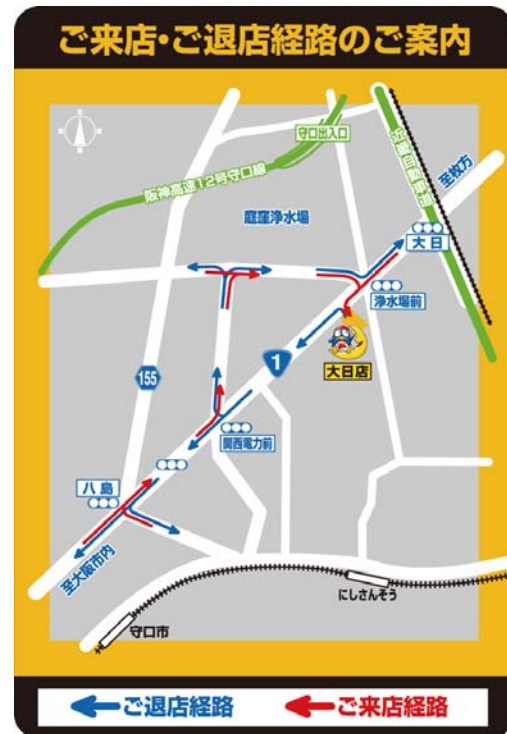 ご来店・ご退店経路のご案内
守口出入口
近畿自動車道
阪神高速12号守口線
至枚方
庭窪浄水場
大日
浄水場前
1
大日店
155
関西電力前
八島
至大阪市内
にしさんそう
守口市
ご退店経路
ご来店経路